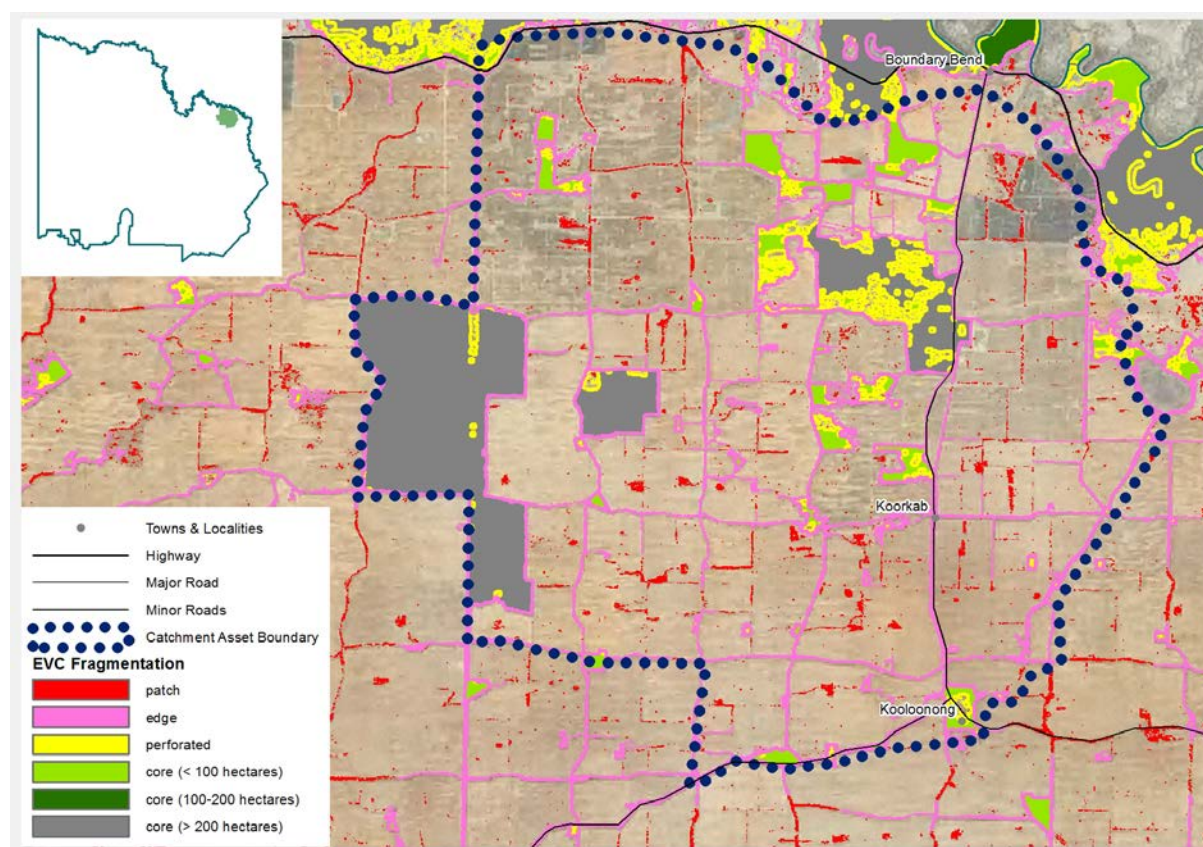 Boundary Bend
Koorkab
Kooloonong
Towns & Localities
Highway
Major Road
Minor Roads
Catchment Asset Boundary
EVC Fragmentation
patch
edge
perforated
core (< 100 hectares)
core (100-200 hectares)
core (> 200 hectares)